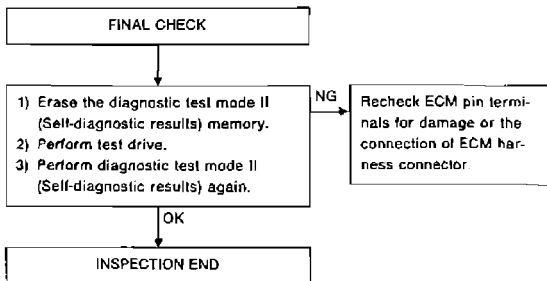 FINAL CHECK
1) Erase the diagnostic test mode II
(Self-diagnostic results) memory.
2) Perform test drive.
3) Perform diagnostic test mode II
(Self-diagnostic results) again.
NG
Recheck ECM pin termi-
nals for damage or the
connection of ECM har-
ness connector.
OK
INSPECTION END